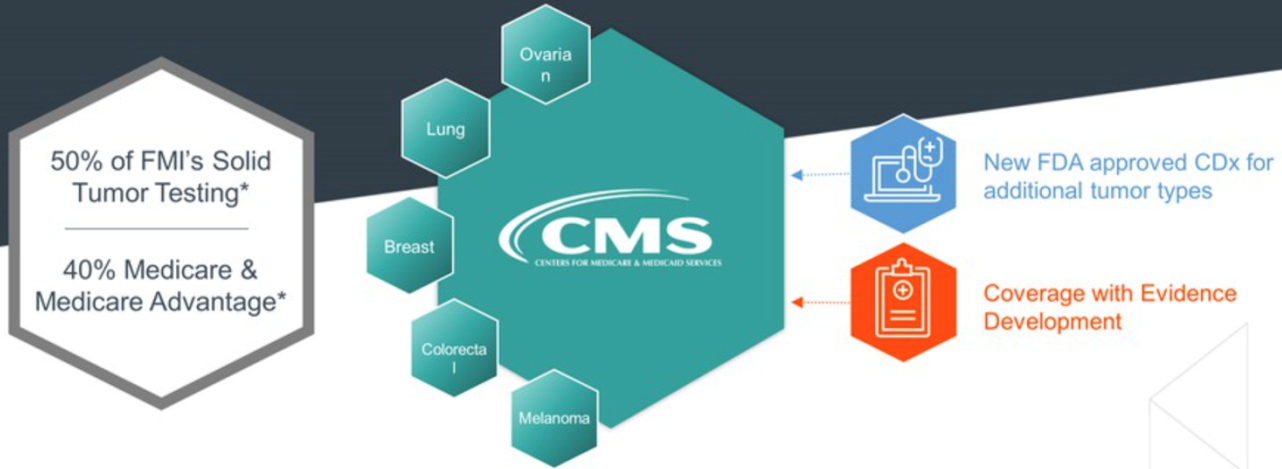 50% of FMI's Solid
Tumor Testing*
40% Medicare &
Medicare Advantage*
Ovaria
n
Lung
Breast
Colorecta
l
Melanoma
CMS
CENTERS FOR MEDICARE & MEDICAID SERVICES
New FDA approved CDx for
additional tumor types
Coverage with Evidence
Development